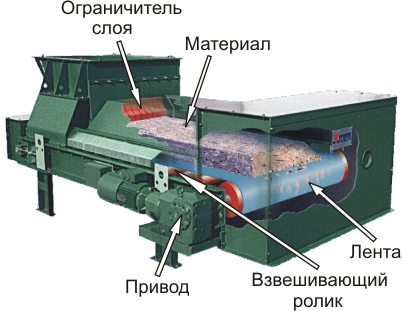 Ограничитель
слоя
Материал
Лента
Взвешивающий
ролик
Привод